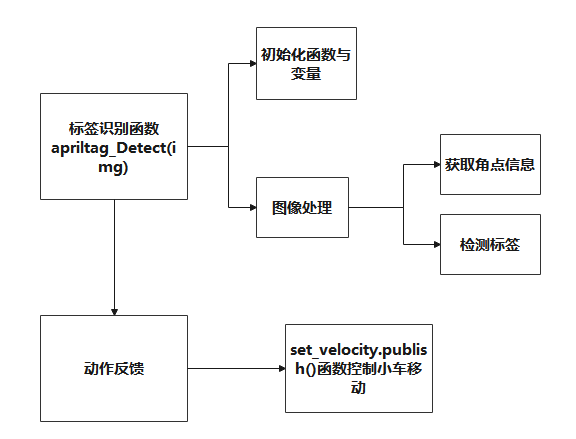 初始化函数与
变量
标签识别函数
apriltag_Detect(i
mg)
获取角点信息
图像处理
检测标签
动作反馈
set_velocity.publis
h()函数控制小车移
动